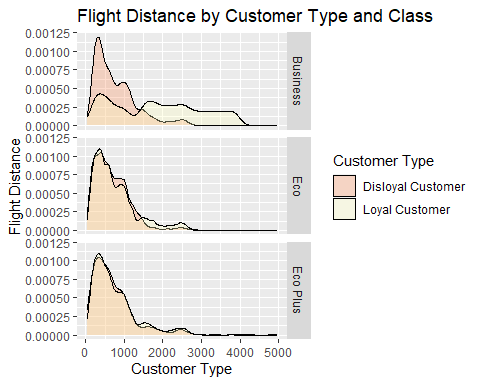 Flight Distance by Customer Type and Class
0.00125
0.00100
0.00075
0.00050
0.00025
0.00000
Business
0.00125
0.00100
0.00075
0.00050
0.00025
0.00000
Eco
0.00125
0.00100
0.00075
0.00050
0.00025
0.00000
Eco Plus
Flight Distance
0 1000 2000 3000 4000 5000
Customer Type
Customer Type
Disloyal Customer
Loyal Customer